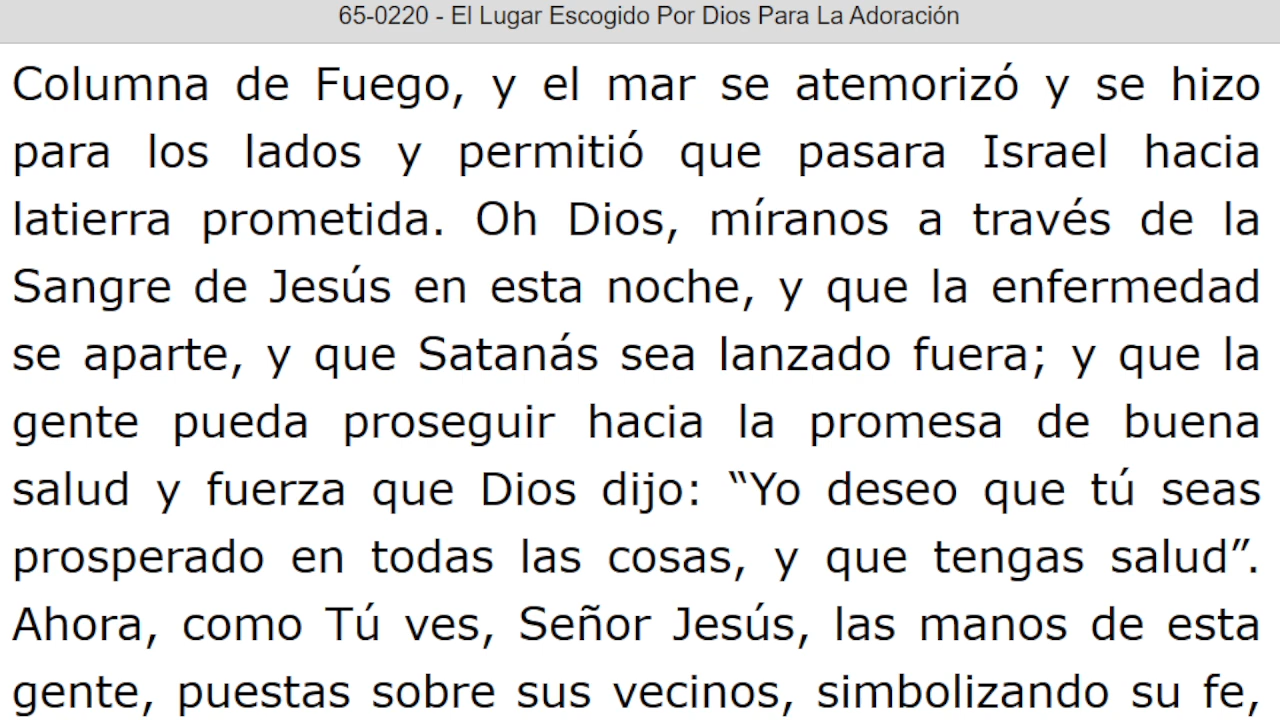 65-0220 - El Lugar Escogido Por Dios Para La Adoración
Columna de Fuego, y el mar se atemorizó y se hizo
para los lados y permitió que pasara Israel hacia
latierra prometida. Oh Dios, míranos a través de la
Sangre de Jesús en esta noche, y que la enfermedad
se aparte, y que Satanás sea lanzado fuera; y que la
gente pueda proseguir hacia la promesa de buena
salud y fuerza que Dios dijo: “Yo deseo que tú seas
prosperado en todas las cosas, y que tengas salud”.
Ahora, como Tú ves, Señor Jesús, las manos de esta
gente, puestas sobre sus vecinos, simbolizando su fe,